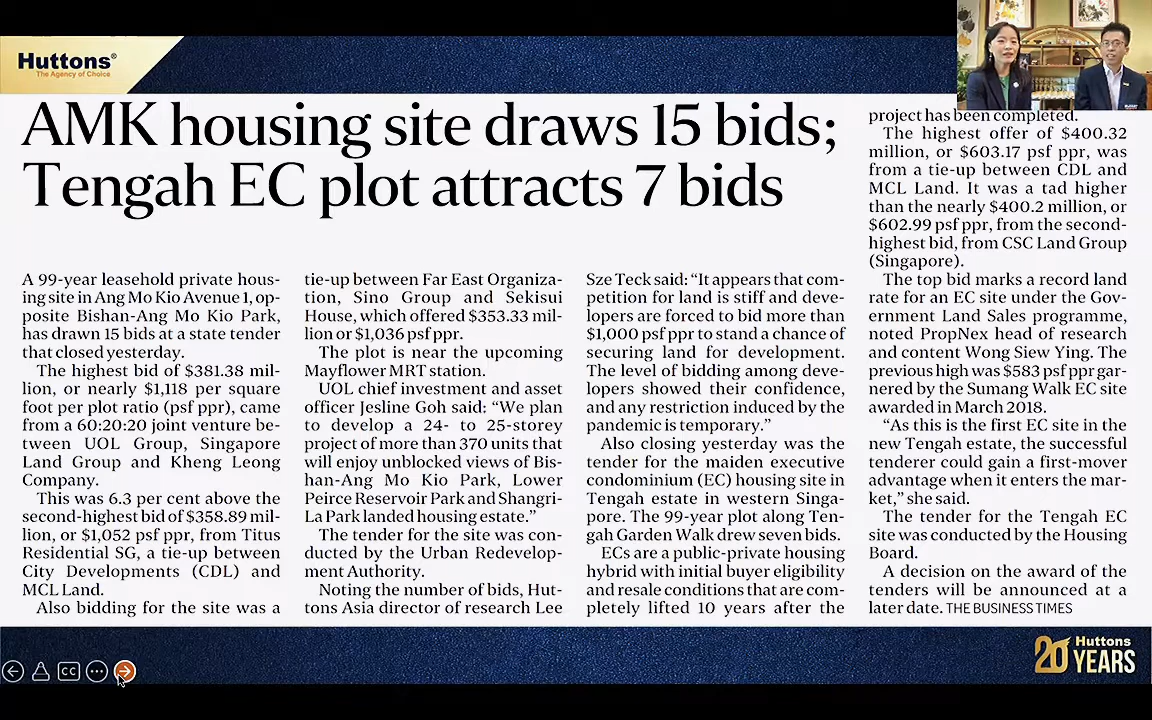 Huttons®
The Agency of Choice
AMK housing site draws 15 bids;
Tengah EC plot attracts 7 bids
A 99-year leasehold private hous-
ing site in Ang Mo Kio Avenue 1, op-
posite Bishan-Ang Mo Kio Park,
has drawn 15 bids at a state tender
that closed yesterday.
The highest bid of $381.38 mil-
lion, or nearly $1,118 per square
foot per plot ratio (psf ppr), came
from a 60:20:20 joint venture be-
tween UOL Group, Singapore
Land Group and Kheng Leong
Company.
This was 6.3 per cent above the
second-highest bid of $358.89 mil-
lion, or $1,052 psf ppr, from Titus
Residential SG, a tie-up between
City Developments (CDL) and
MCL Land.
Also bidding for the site was a
tie-up between Far East Organiza-
tion, Sino Group and Sekisui
House, which offered $353.33 mil-
lion or $1,036 psf ppr.
The plot is near the upcoming
Mayflower MRT station.
UOL chief investment and asset
officer Jesline Goh said: “We plan
to develop a 24- to 25-storey
project of more than 370 units that
will enjoy unblocked views of Bis-
han-Ang Mo Kio Park, Lower
Peirce Reservoir Park and Shangri-
La Park landed housing estate.”
The tender for the site was con-
ducted by the Urban Redevelop-
ment Authority.
Noting the number of bids, Hut-
tons Asia director of research Lee
Sze Teck said: “It appears that com-
petition for land is stiff and deve-
lopers are forced to bid more than
$1,000 psf ppr to stand a chance of
securing land for development.
The level of bidding among deve-
lopers showed their confidence,
and any restriction induced by the
pandemic is temporary.”
Also closing yesterday was the
tender for the maiden executive
condominium (EC) housing site in
Tengah estate in western Singa-
pore. The 99-year plot along Ten-
gah Garden Walk drew seven bids.
ECs are a public-private housing
hybrid with initial buyer eligibility
and resale conditions that are com-
pletely lifted 10 years after the
project has been completed.
The highest offer of $400.32
million, or $603.17 psf ppr, was
from a tie-up between CDL and
MCL Land. It was a tad higher
than the nearly $400.2 million, or
$602.99 psf ppr, from the second-
highest bid, from CSC Land Group
(Singapore).
The top bid marks a record land
rate for an EC site under the Gov-
ernment Land Sales programme,
noted PropNex head of research
and content Wong Siew Ying. The
previous high was $583 psf ppr gar-
nered by the Sumang Walk EC site
awarded in March 2018.
“As this is the first EC site in the
new Tengah estate, the successful
tenderer could gain a first-mover
advantage when it enters the mar-
ket,” she said.
The tender for the Tengah EC
site was conducted by the Housing
Board.
A decision on the award of the
tenders will be announced at a
later date. THE BUSINESS TIMES
CC
20 Huttons
YEARS